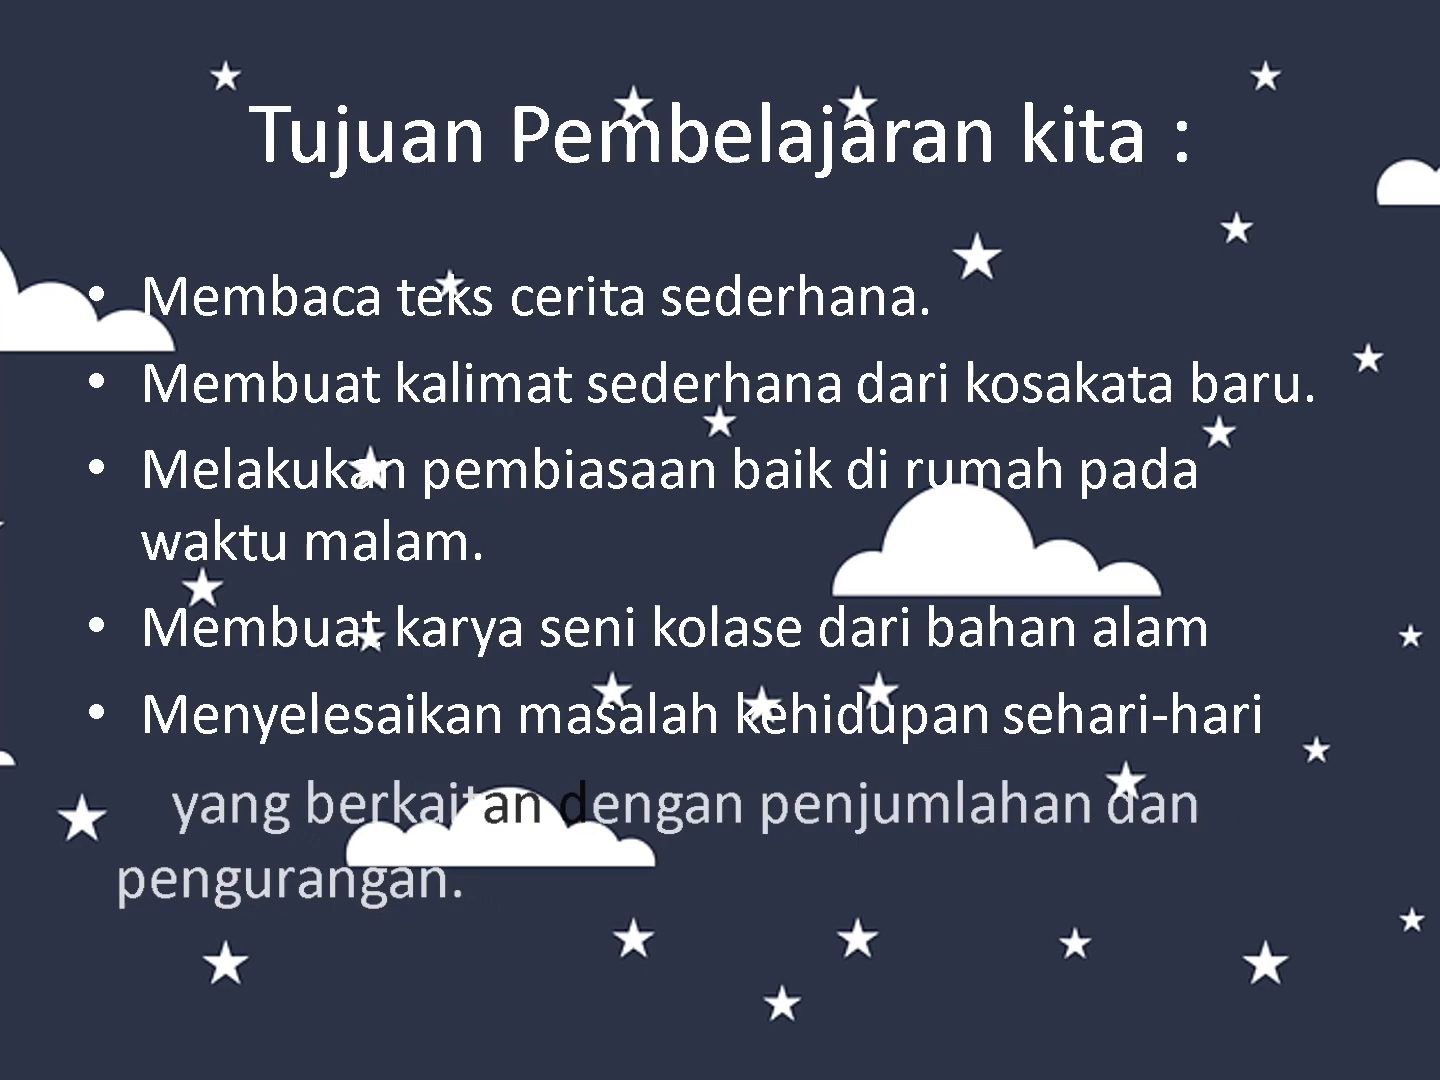 Tujuan Pembelajaran kita :
• Membaca teks cerita sederhana.
• Membuat kalimat sederhana dari kosakata baru.
• Melakukan pembiasaan baik di rumah pada
waktu malam.
• Membuat karya seni kolase dari bahan alam
• Menyelesaikan masalah kehidupan sehari-hari
yang berkaitan dengan penjumlahan dan
pengurangan.